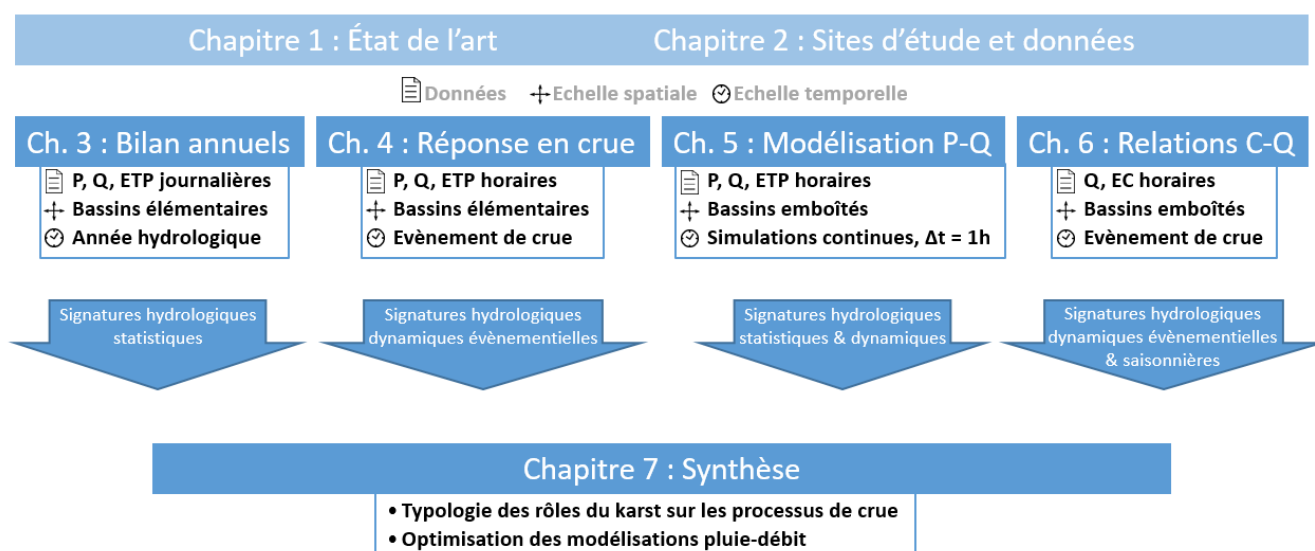 Chapitre 1 : État de l'art
Chapitre 2 : Sites d'étude et données
Données
Echelle spatiale
Echelle temporelle
Ch. 3 : Bilan annuels
P, Q, ETP journalières
Bassins élémentaires
Année hydrologique
Signatures hydrologiques
statistiques
Ch. 4 : Réponse en crue
P, Q, ETP horaires
Bassins élémentaires
Evènement de crue
Signatures hydrologiques
dynamiques évènementielles
Ch. 5 : Modélisation P-Q
P, Q, ETP horaires
Bassins emboîtés
Simulations continues, Δt = 1h
Signatures hydrologiques
statistiques & dynamiques
Ch. 6 : Relations C-Q
Q, EC horaires
Bassins emboîtés
Evènement de crue
Signatures hydrologiques
dynamiques évènementielles
& saisonnières
Chapitre 7 : Synthèse
• Typologie des rôles du karst sur les processus de crue
• Optimisation des modélisations pluie-débit